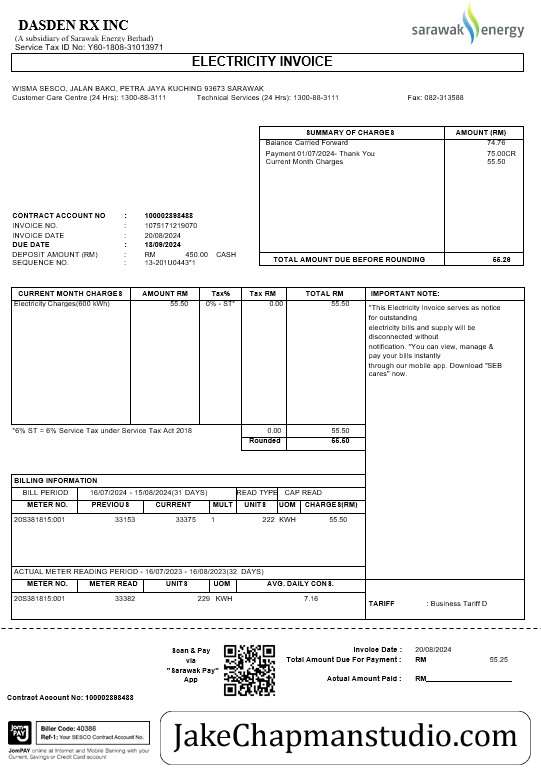 DASDEN RX INC
(A subsidiary of Sarawak Energy Berhad)
Service Tax ID No: Y60-1808-31013971
sarawak energy
ELECTRICITY INVOICE
WISMA SESCO, JALAN BAKO, PETRA JAYA KUCHING 93673 SARAWAK
Customer Care Centre (24 Hrs): 1300-88-3111 Technical Services (24 Hrs): 1300-88-3111 Fax: 082-313588
SUMMARY OF CHARGES AMOUNT (RM)
Balance Carried Forward 74.76
Payment 01/07/2024- Thank You 75.00CR
Current Month Charges 55.50
CONTRACT ACCOUNT NO : 100002898488
INVOICE NO. : 1075171219070
INVOICE DATE : 20/08/2024
DUE DATE : 18/09/2024
DEPOSIT AMOUNT (RM) : RM 450.00 CASH
SEQUENCE NO. : 13-201U0443*1
TOTAL AMOUNT DUE BEFORE ROUNDING 55.26
CURRENT MONTH CHARGES AMOUNT RM Tax% Tax RM TOTAL RM
Electricity Charges(600 kWh) 55.50 0% - ST* 0.00 55.50
*6% ST = 6% Service Tax under Service Tax Act 2018 0.00 55.50
Rounded 55.50
IMPORTANT NOTE:
"This Electricity Invoice serves as notice
for outstanding
electricity bills and supply will be
disconnected without
notification. "You can view, manage &
pay your bills instantly
through our mobile app. Download "SEB
cares" now.
BILLING INFORMATION
BILL PERIOD 16/07/2024 - 15/08/2024(31 DAYS) READ TYPE CAP READ
METER NO. PREVIOUS CURRENT MULT UNITS UOM CHARGES(RM)
20S381815:001 33153 33375 1 222 KWH 55.50
ACTUAL METER READING PERIOD - 16/07/2023 - 16/08/2023(32. DAYS)
METER NO. METER READ UNITS UOM AVG. DAILY CONS.
20S381815:001 33382 229 KWH 7.16
TARIFF : Business Tariff D
Scan & Pay
via
"Sarawak Pay"
App
Invoice Date : 20/08/2024
Total Amount Due For Payment : RM 55.25
Actual Amount Paid : RM
Contract Account No: 100002898488
Jom PAY
Biller Code: 40386
Ref-1: Your SESCO Contract Account No.
JomPAY online at Internet and Mobile Banking with your
Current, Savings or Credit Card account
JakeChapmanstudio.com